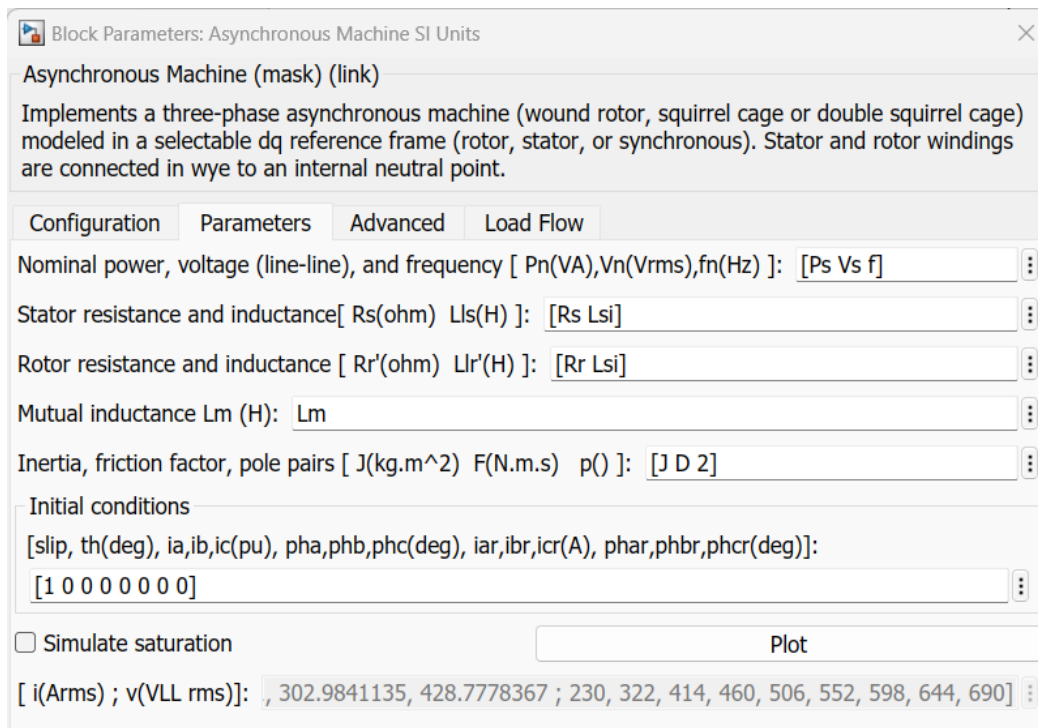 Block Parameters: Asynchronous Machine SI Units
Asynchronous Machine (mask) (link)
Implements a three-phase asynchronous machine (wound rotor, squirrel cage or double squirrel cage)
modeled in a selectable dq reference frame (rotor, stator, or synchronous). Stator and rotor windings
are connected in wye to an internal neutral point.
Configuration Parameters Advanced Load Flow
Nominal power, voltage (line-line), and frequency [ Pn(VA),Vn(Vrms),fn(Hz) ]: [Ps Vs f]
Stator resistance and inductance[ Rs(ohm) Lls(H) ]: [Rs Lsi]
Rotor resistance and inductance [ Rr'(ohm) Llr'(H) ]: [Rr Lsi]
Mutual inductance Lm (H): Lm
Inertia, friction factor, pole pairs [ J(kg.m^2) F(N.m.s) p() ]: [J D 2]
Initial conditions
[slip, th(deg), ia,ib,ic(pu), pha,phb,phc(deg), iar,ibr,icr(A), phar,phbr,phcr(deg)]:
[1 0 0 0 0 0 0 0]
Simulate saturation Plot
[ i(Arms) ; v(VLL rms)]: , 302.9841135, 428.7778367 ; 230, 322, 414, 460, 506, 552, 598, 644, 690]